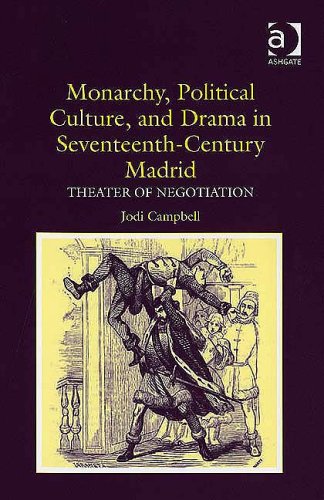 a
ASHGATE
Monarchy, Political
Culture, and Drama in
Seventeenth-Century
Madrid
THEATER OF NEGOTIATION
Jodi Campbell